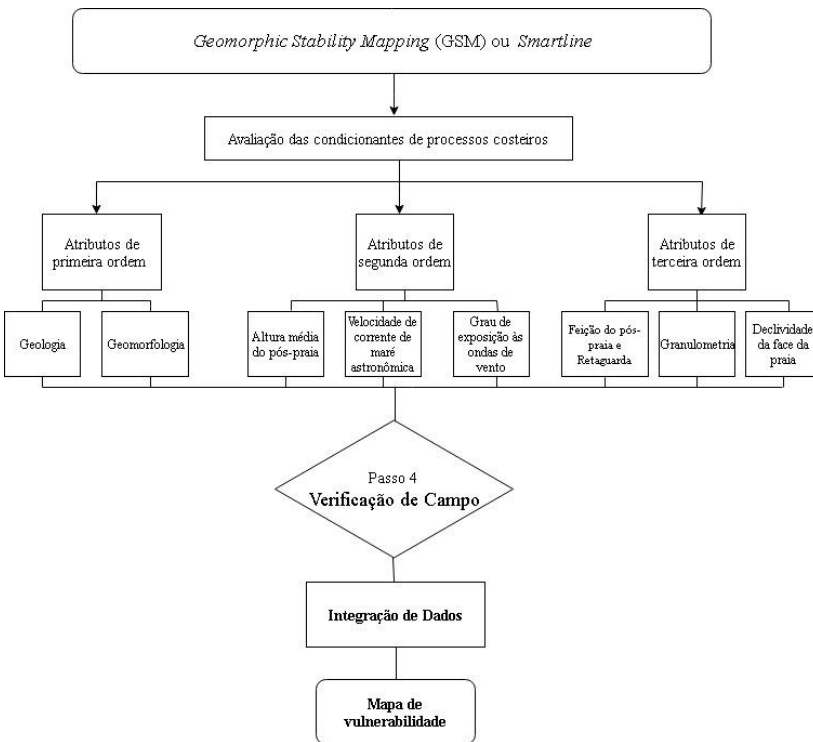 Geomorphic Stability Mapping (GSM) ou Smartline
Avaliação das condicionantes de processos costeiros
Atributos de
primeira ordem
Atributos de
segunda ordem
Atributos de
terceira ordem
Geologia
Geomorfologia
Altura média
do pós-praia
Velocidade de
corrente de
maré
astronômica
Grau de
exposição às
ondas de
vento
Feição do pós-
praia e
Retaguarda
Granulometria
Declividade
da face da
praia
Passo 4
Verificação de Campo
Integração de Dados
Mapa de
vulnerabilidade